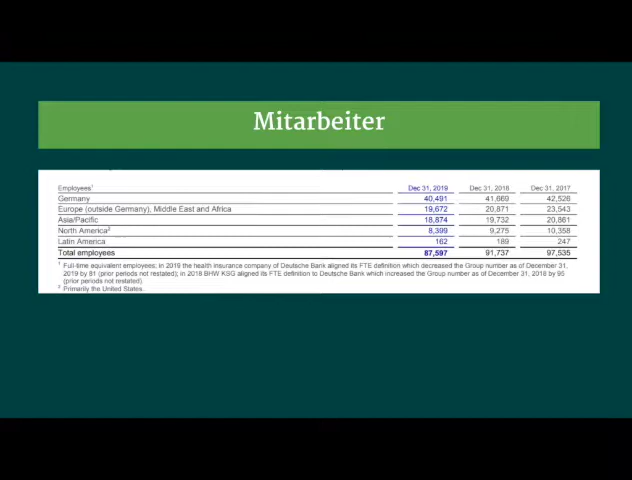 Mitarbeiter
Employees¹ Dec 31, 2019 Dec 31, 2018 Dec 31, 2017
Germany 40,491 41,669 42,526
Europe (outside Germany), Middle East and Africa 19,672 20,871 23,543
Asia/Pacific 18,874 19,732 20,861
North America² 8,399 9,275 10,358
Latin America 162 189 247
Total employees 87,597 91,737 97,535
¹ Full-time equivalent employees; in 2019 the health insurance company of Deutsche Bank aligned its FTE definition which decreased the Group number as of December 31,
2019 by 81 (prior periods not restated); in 2018 BHW KSG aligned its FTE definition to Deutsche Bank which increased the Group number as of December 31, 2018 by 95
(prior periods not restated)
² Primarily the United States.